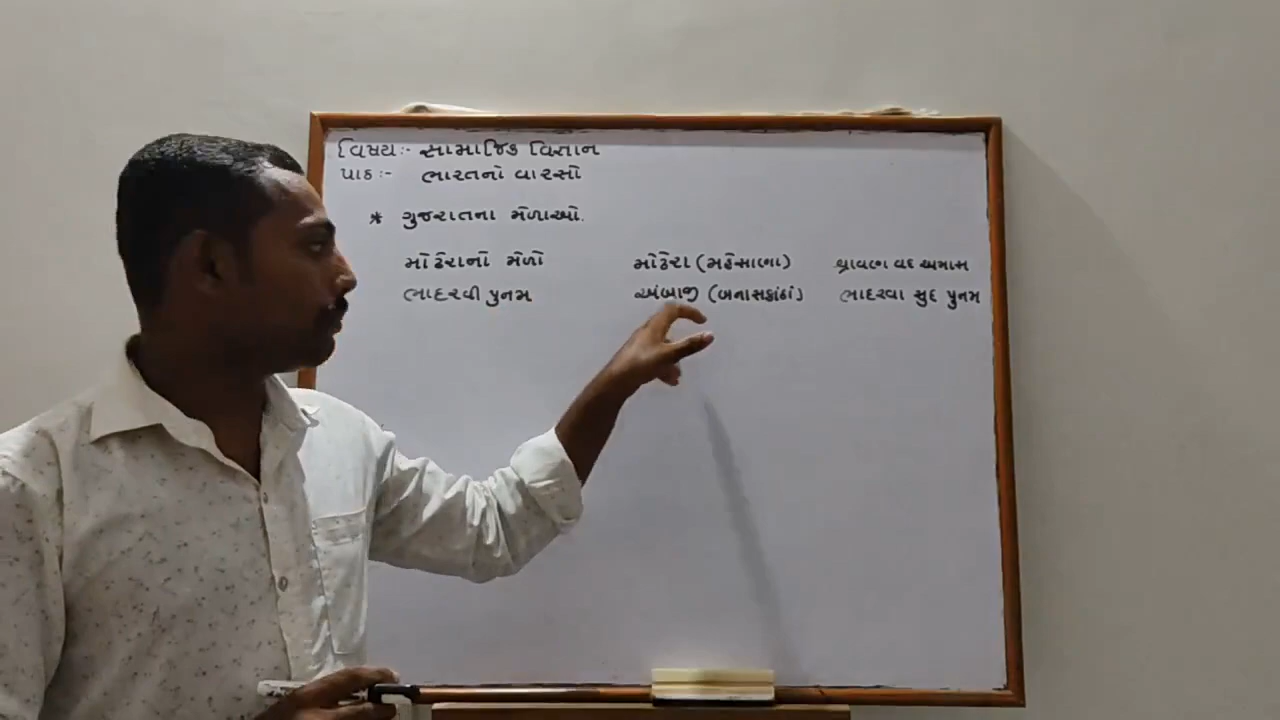 વિષય:- સામાજિક વિજ્ઞાન
પાઠ:- ભારતનો વારસો
* ગુજરાતના મેળાઓ.
મોઢેરાનો મેળો મોઢેરા (મહેસાણા) શ્રાવણ વદ અમાસ
ભાદરવી પુનમ અંબાજી (બનાસકાંઠાં) ભાદરવા સુદ પુનમ